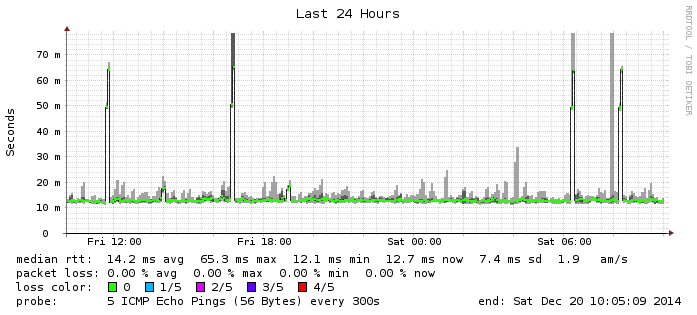 Last 24 Hours
RRDTOOL / TOBI OETIKER
Seconds
70 m
60 m
50 m
40 m
30 m
20 m
10 m
0
Fri 12:00 Fri 18:00 Sat 00:00 Sat 06:00
median rtt: 14.2 ms avg 65.3 ms max 12.1 ms min 12.7 ms now 7.4 ms sd 1.9 am/s
packet loss: 0.00 % avg 0.00 % max 0.00 % min 0.00 % now
loss color: 0 1/5 2/5 3/5 4/5
probe: 5 ICMP Echo Pings (56 Bytes) every 300s end: Sat Dec 20 10:05:09 2014